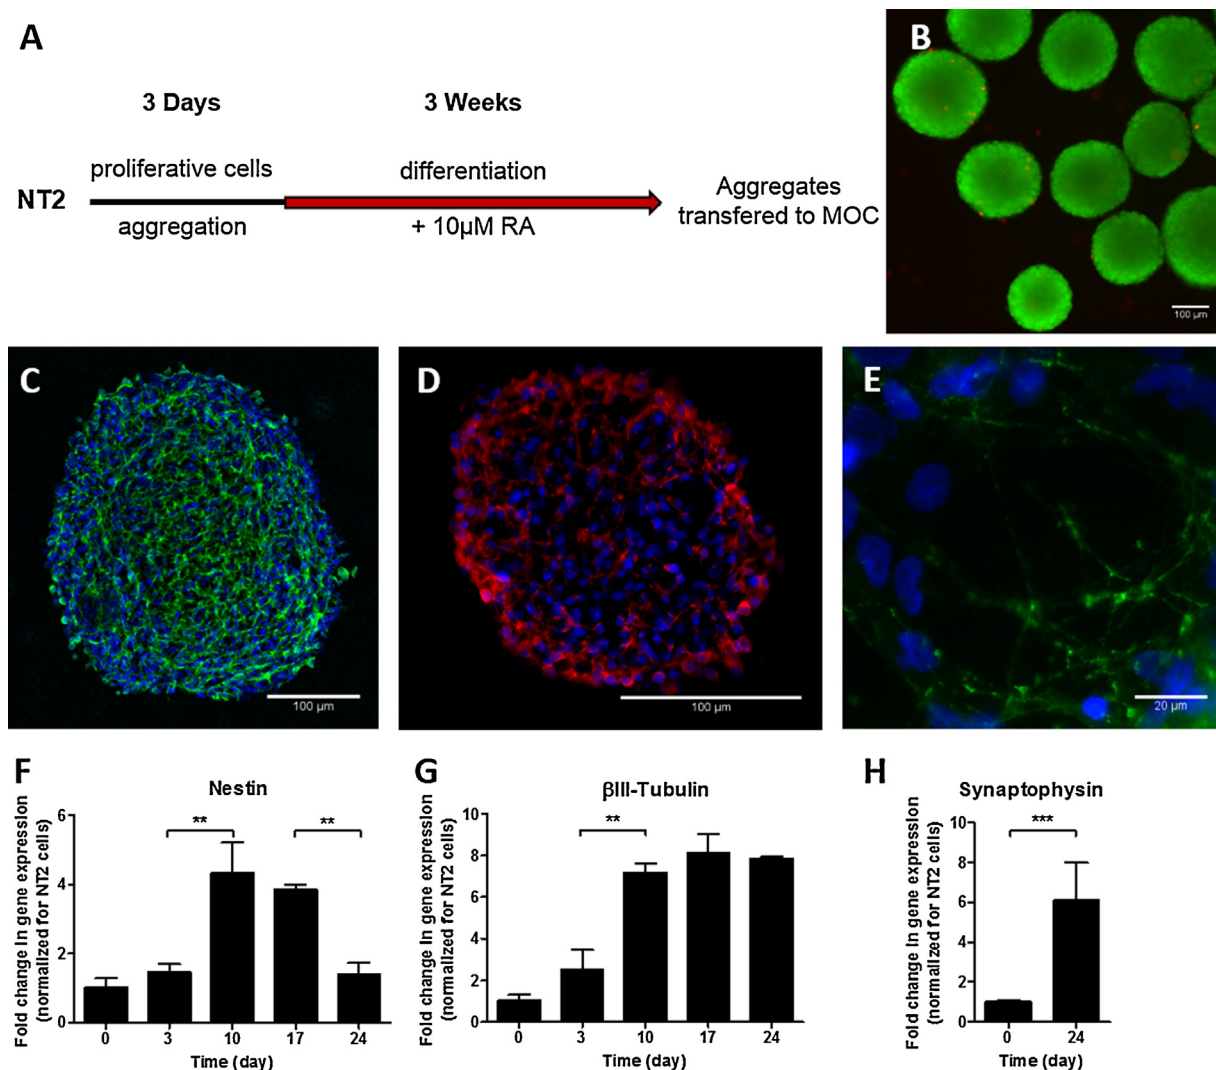 A
3 Days
3 Weeks
proliferative cells
differentiation
NT2
aggregation
+ 10µM RA
Aggregates
transfered to MOC
B
100 µm
C
100 µm
D
100 µm
E
20 µm
F
Nestin
Fold change In gene expression
(normalized for NT2 cells)
6
4
2
0
**
**
0 3 10 17 24
Time (day)
G
βIII-Tubulin
Fold change In gene expression
(normalized for NT2 cells)
10
8
6
4
2
0
**
0 3 10 17 24
Time (day)
H
Synaptophysin
Fold change In gene expression
(normalized for NT2 cells)
10
8
6
4
2
0
***
0 24
Time (day)